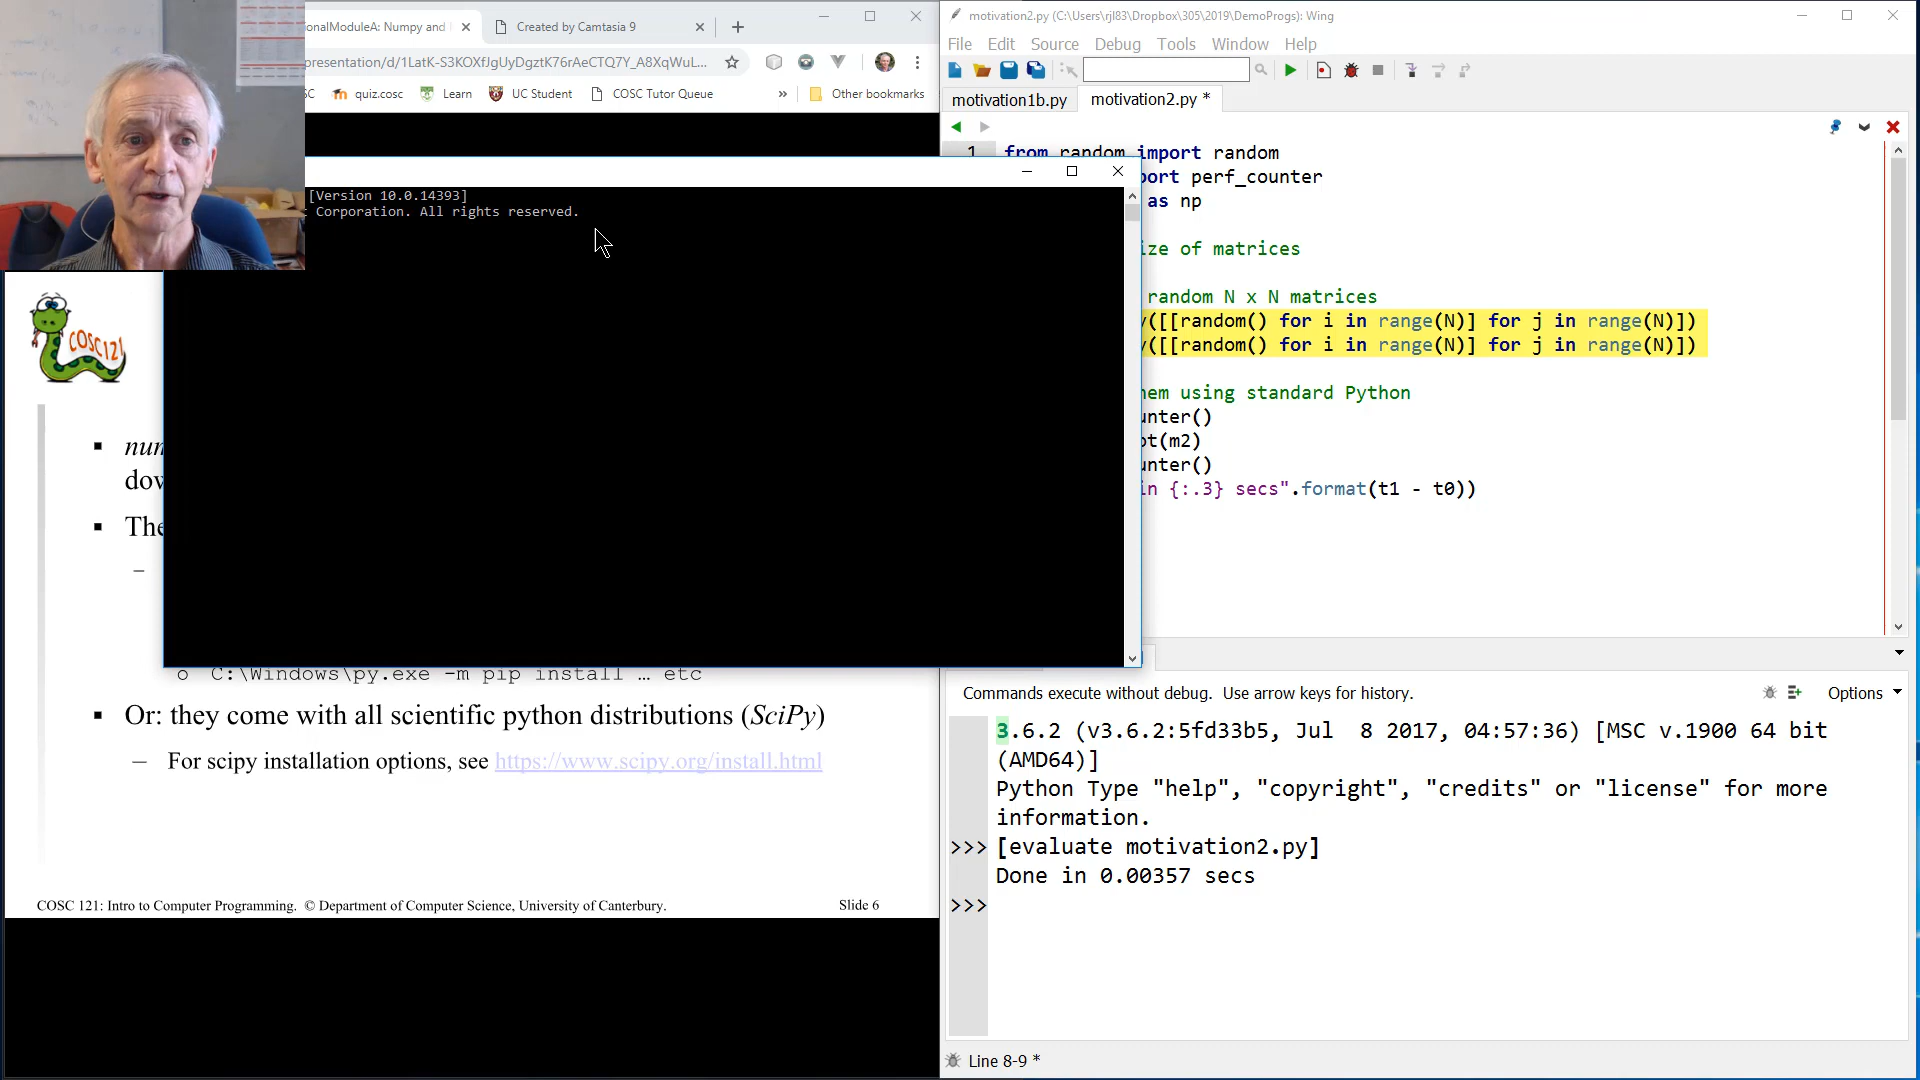 onalModuleA: Numpy and
Created by Camtasia 9
presentation/d/1LatK-S3KOXfJgUyDgztK76rAeCTQ7Y_A8XqWuL...
SC
quiz.cosc
Learn
UC Student
COSC Tutor Queue
»
Other bookmarks
[Version 10.0.14393]
Corporation. All rights reserved.
COSC121
▪ num
dow
▪ The
–
o C:\Windows\py.exe -m pip install … etc
▪ Or: they come with all scientific python distributions (SciPy)
– For scipy installation options, see https://www.scipy.org/install.html
COSC 121: Intro to Computer Programming. © Department of Computer Science, University of Canterbury.
Slide 6
motivation2.py (C:\Users\rjl83\Dropbox\305\2019\DemoProgs): Wing
File Edit Source Debug Tools Window Help
motivation1b.py
motivation2.py *
1 from random import random
port perf_counter
as np
ize of matrices
random N x N matrices
y([[random() for i in range(N)] for j in range(N)])
y([[random() for i in range(N)] for j in range(N)])
hem using standard Python
unter()
ot(m2)
unter()
in {:.3} secs".format(t1 - t0))
Commands execute without debug. Use arrow keys for history.
Options
3.6.2 (v3.6.2:5fd33b5, Jul 8 2017, 04:57:36) [MSC v.1900 64 bit
(AMD64)]
Python Type "help", "copyright", "credits" or "license" for more
information.
>>> [evaluate motivation2.py]
Done in 0.00357 secs
>>>
Line 8-9 *